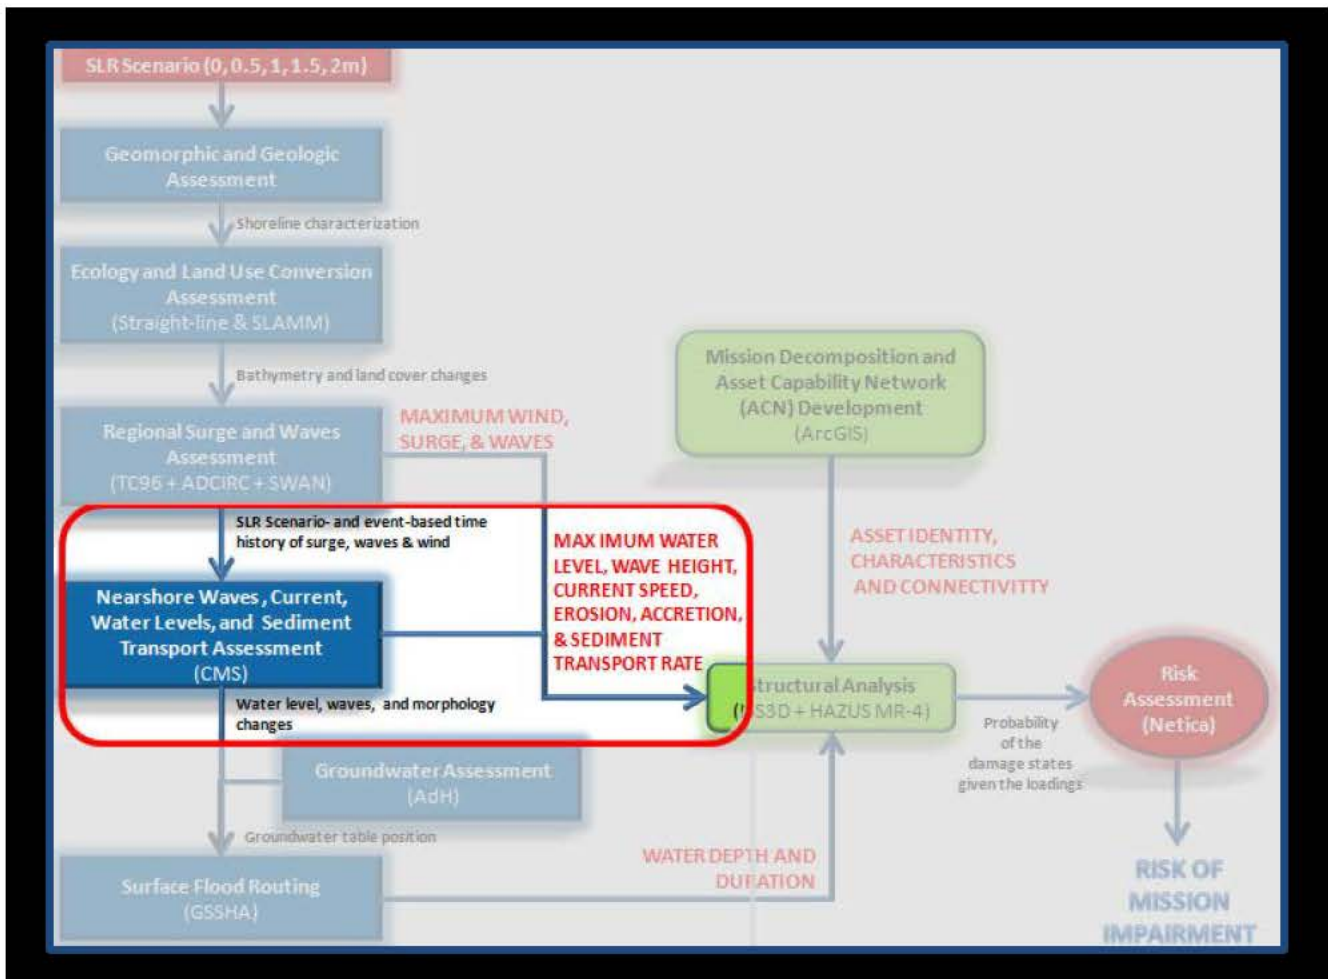 SLR Scenario (0, 0.5, 1, 1.5, 2m)
Geomorphic and Geologic
Assessment
Shoreline characterization
Ecology and Land Use Conversion
Assessment
(Straight-line & SLAMM)
Bathymetry and land cover changes
Regional Surge and Waves
Assessment
(TC96 + ADCIRC + SWAN)
MAXIMUM WIND,
SURGE, & WAVES
Mission Decomposition and
Asset Capability Network
(ACN) Development
(ArcGIS)
SLR Scenario- and event-based time
history of surge, waves & wind
MAX IMUM WATER
LEVEL, WAVE HEIGHT,
CURRENT SPEED,
EROSION, ACCRETION,
& SEDIMENT
TRANSPORT RATE
ASSET IDENTITY,
CHARACTERISTICS
AND CONNECTIVITTY
Nearshore Waves, Current,
Water Levels, and Sediment
Transport Assessment
(CMS)
Water level, waves, and morphology
changes
Structural Analysis
+ HAZUS MR-4)
Probability
of the
damage states
given the loadings
Risk
Assessment
(Netica)
Groundwater Assessment
(AdH)
Groundwater table position
Surface Flood Routing
(GSSHA)
WATER DEPTH AND
DURATION
RISK OF
MISSION
IMPAIRMENT